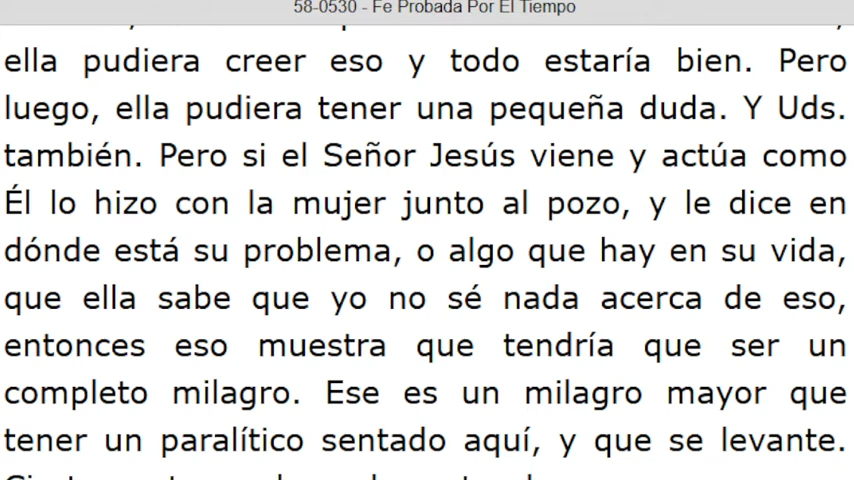 58-0530 - Fe Probada Por El Tiempo
ella pudiera creer eso y todo estaría bien. Pero
luego, ella pudiera tener una pequeña duda. Y Uds.
también. Pero si el Señor Jesús viene y actúa como
Él lo hizo con la mujer junto al pozo, y le dice en
dónde está su problema, o algo que hay en su vida,
que ella sabe que yo no sé nada acerca de eso,
entonces eso muestra que tendría que ser un
completo milagro. Ese es un milagro mayor que
tener un paralítico sentado aquí, y que se levante.